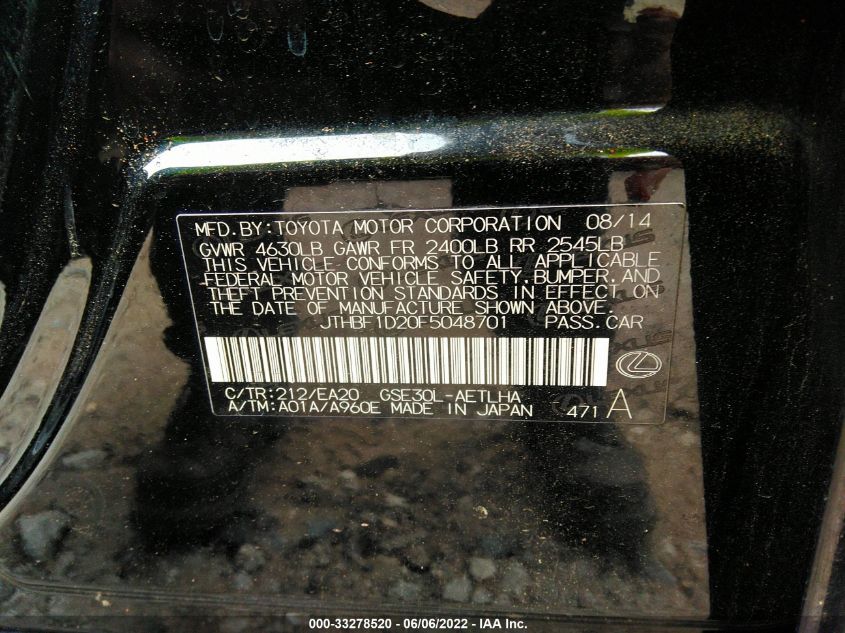 MFD.BY:TOYOTA MOTOR CORPORATION 08/14
GVWR 4630LB GAWR FR 2400LB RR 2545LB
THIS VEHICLE CONFORMS TO ALL APPLICABLE
FEDERAL MOTOR VEHICLE SAFETY,BUMPER,AND
THEFT PREVENTION STANDARDS IN EFFECT ON
THE DATE OF MANUFACTURE SHOWN ABOVE.
JTHBF1D20F5048701 PASS.CAR
C/TR:212/EA20 GSE30L-AETLHA
A/TM:A01A/A960E MADE IN JAPAN 471 A
000-33278520 - 06/06/2022 - IAA Inc.